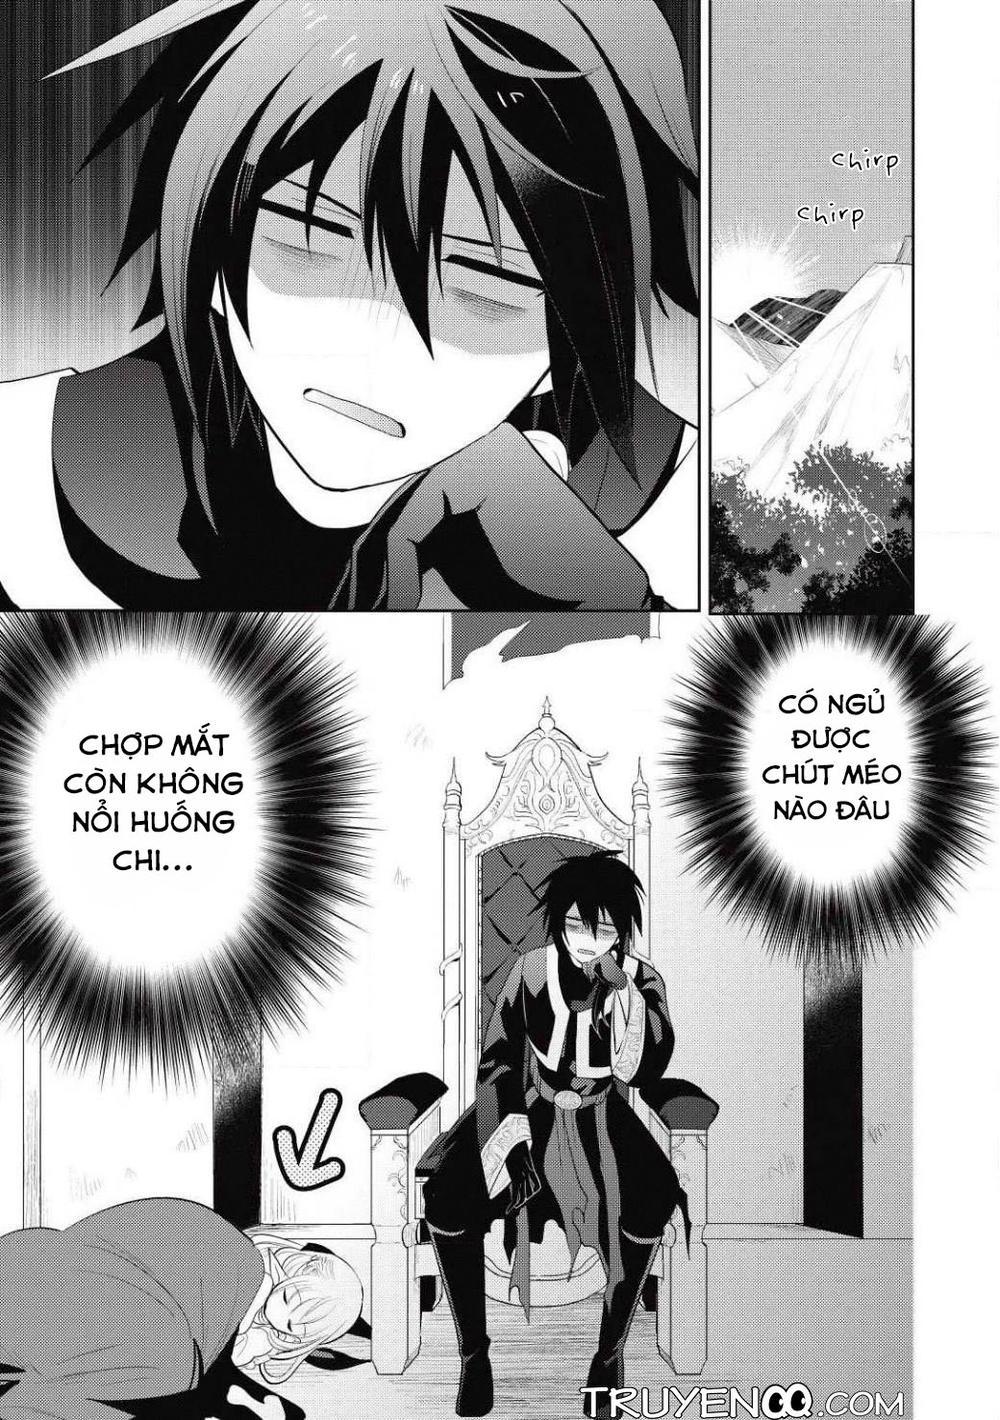 chirp
chirp
CÓ NGỦ
ĐƯỢC
CHÚT MÉO
NÀO ĐÂU
CHỢP MẮT
CÒN KHÔNG
NỔI HUỐNG
CHI...
TRUYENQQ.COM